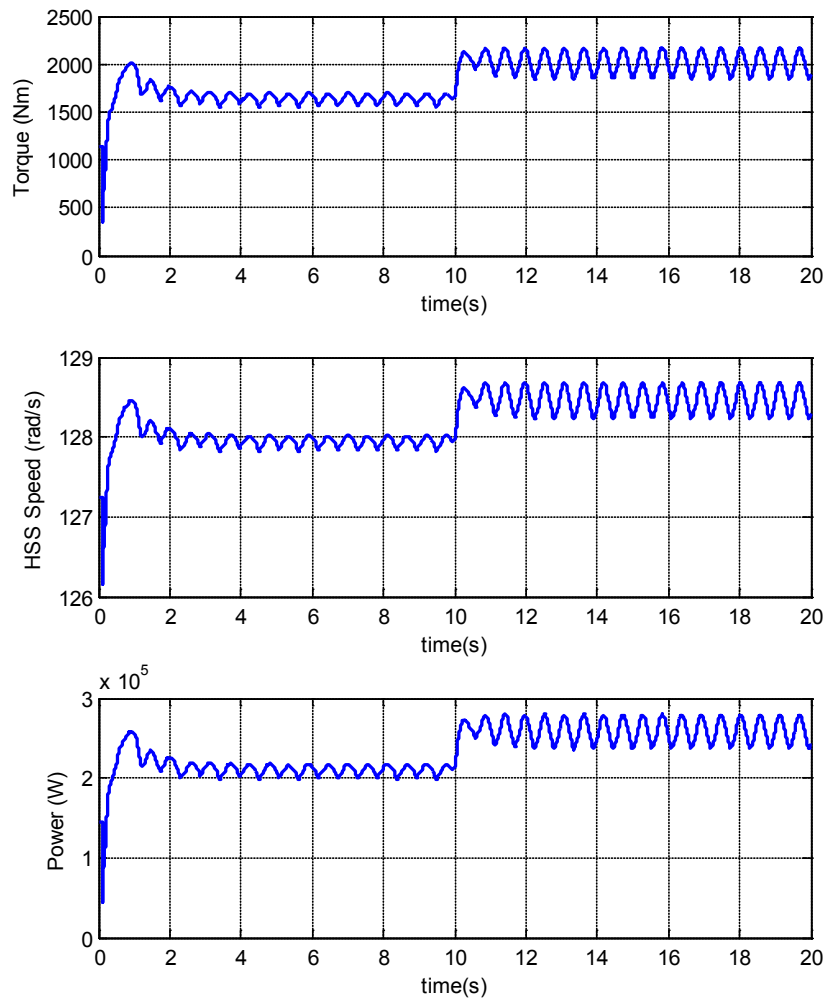 2500
2000
1500
1000
500
0
Torque (Nm)
0 2 4 6 8 10 12 14 16 18 20
time(s)
129
128
127
126
HSS Speed (rad/s)
0 2 4 6 8 10 12 14 16 18 20
time(s)
x 10^5
3
2
1
0
Power (W)
0 2 4 6 8 10 12 14 16 18 20
time(s)